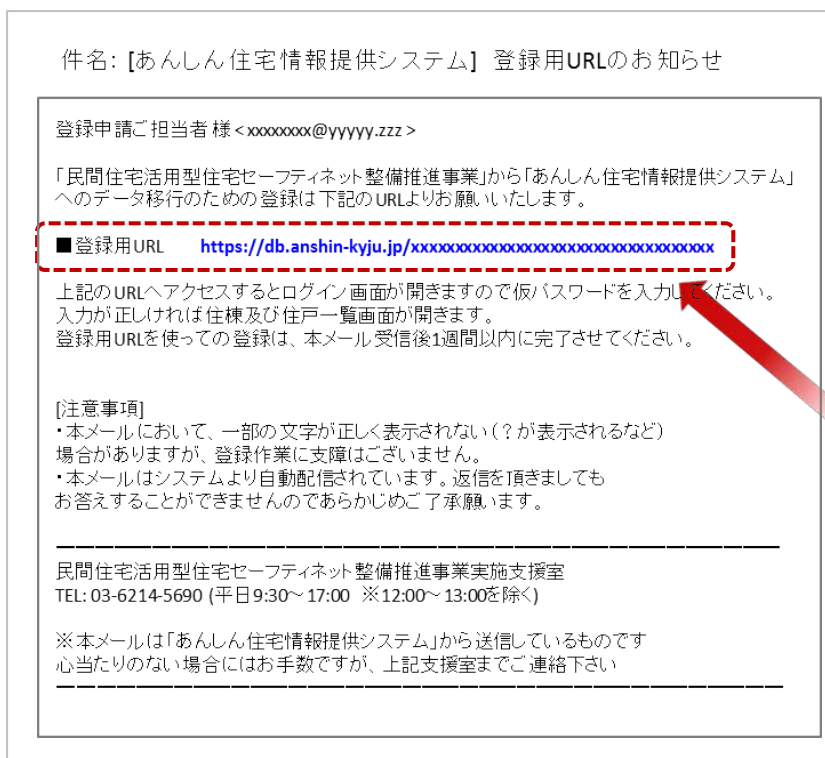 件名: [あんしん住宅情報提供システム] 登録用URLのお知らせ
登録申請ご担当者様<xxxxxxxx@yyyyy.zzz>
「民間住宅活用型住宅セーフティネット整備推進事業」から「あんしん住宅情報提供システム」
へのデータ移行のための登録は下記のURLよりお願いいたします。
■登録用URL https://db.anshin-kyju.jp/xxxxxxxxxxxxxxxxxxxxxxxxxxxxxxxxxx
上記のURLへアクセスするとログイン画面が開きますので仮パスワードを入力してください。
入力が正しければ住棟及び住戸一覧画面が開きます。
登録用URLを使っての登録は、本メール受信後1週間以内に完了させてください。
[注意事項]
・本メールにおいて、一部の文字が正しく表示されない(?が表示されるなど)
場合がありますが、登録作業に支障はございません。
・本メールはシステムより自動配信されています。返信を頂きましても
お答えすることができませんのであらかじめご了承願います。
民間住宅活用型住宅セーフティネット整備推進事業実施支援室
TEL: 03-6214-5690 (平日9:30~17:00 ※12:00~13:00を除く)
※本メールは「あんしん住宅情報提供システム」から送信しているものです
心当たりのない場合にはお手数ですが、上記支援室までご連絡下さい